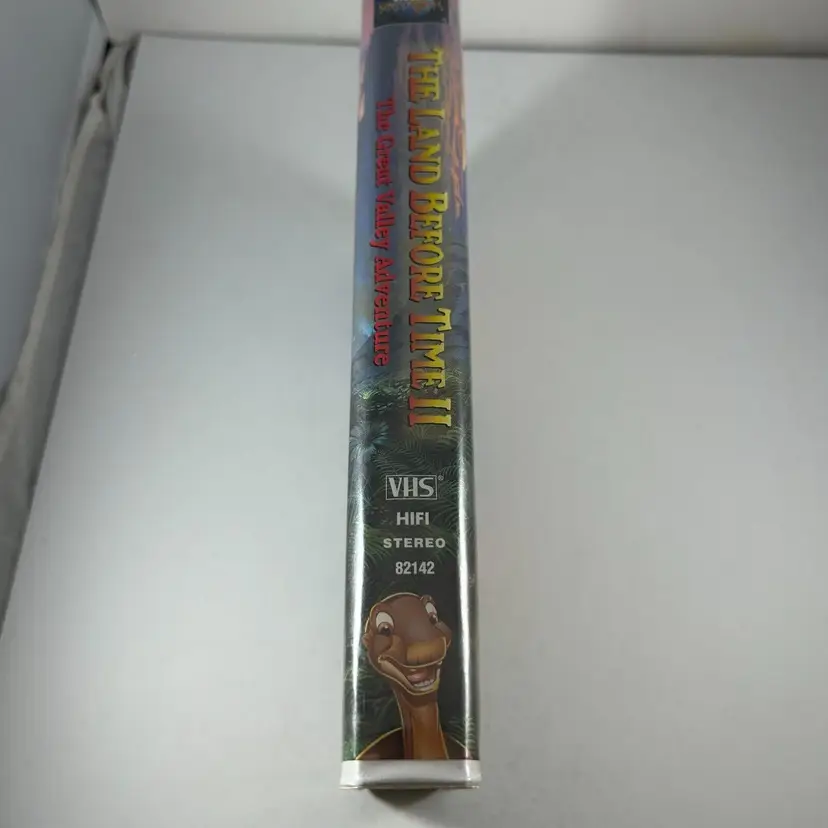 THE LAND BEFORE TIME II
The Great Valley Adventure
VHS®
HIFI
STEREO
82142